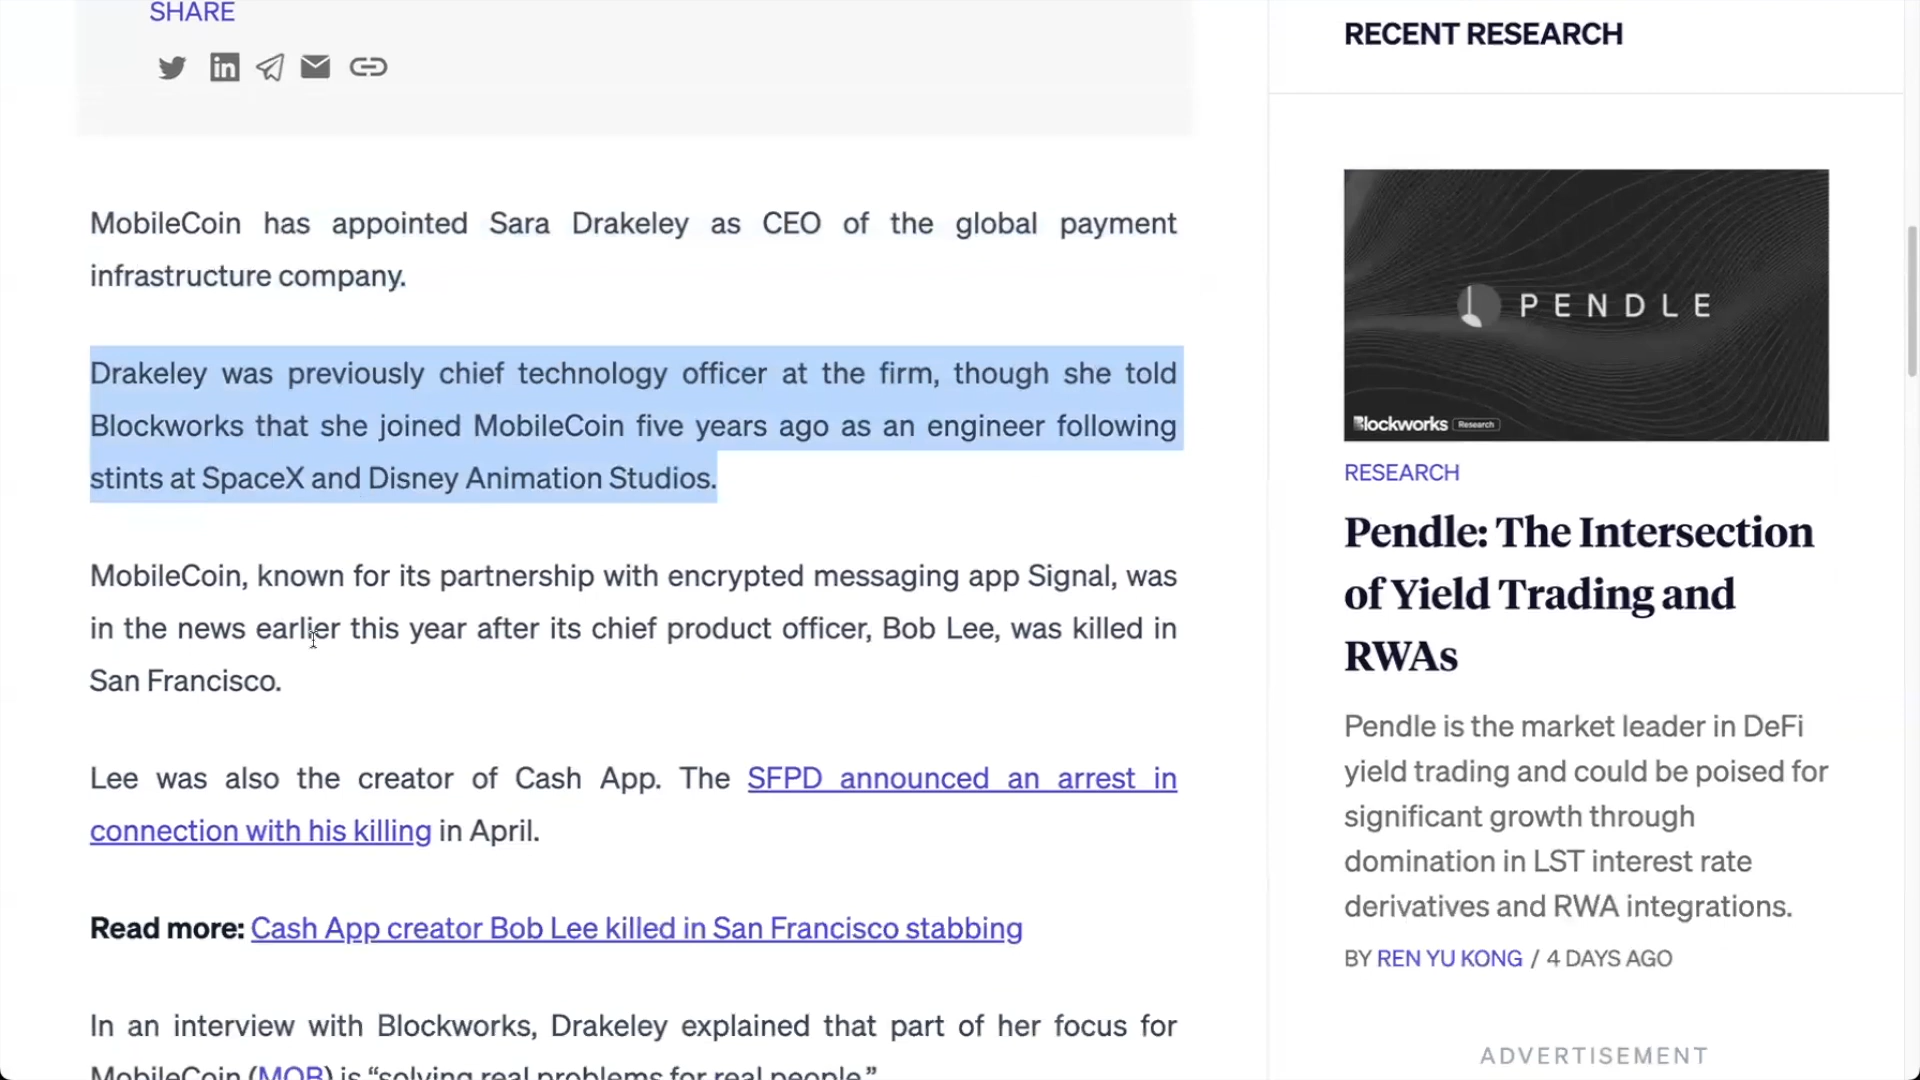 SHARE
MobileCoin has appointed Sara Drakeley as CEO of the global payment
infrastructure company.
Drakeley was previously chief technology officer at the firm, though she told
Blockworks that she joined MobileCoin five years ago as an engineer following
stints at SpaceX and Disney Animation Studios.
MobileCoin, known for its partnership with encrypted messaging app Signal, was
in the news earlier this year after its chief product officer, Bob Lee, was killed in
San Francisco.
Lee was also the creator of Cash App. The SFPD announced an arrest in
connection with his killing in April.
Read more: Cash App creator Bob Lee killed in San Francisco stabbing
In an interview with Blockworks, Drakeley explained that part of her focus for
MobileCoin (MOB) is “solving real problems for real people.”
RECENT RESEARCH
PENDLE
Blockworks Research
RESEARCH
Pendle: The Intersection
of Yield Trading and
RWAs
Pendle is the market leader in DeFi
yield trading and could be poised for
significant growth through
domination in LST interest rate
derivatives and RWA integrations.
BY REN YU KONG / 4 DAYS AGO
ADVERTISEMENT